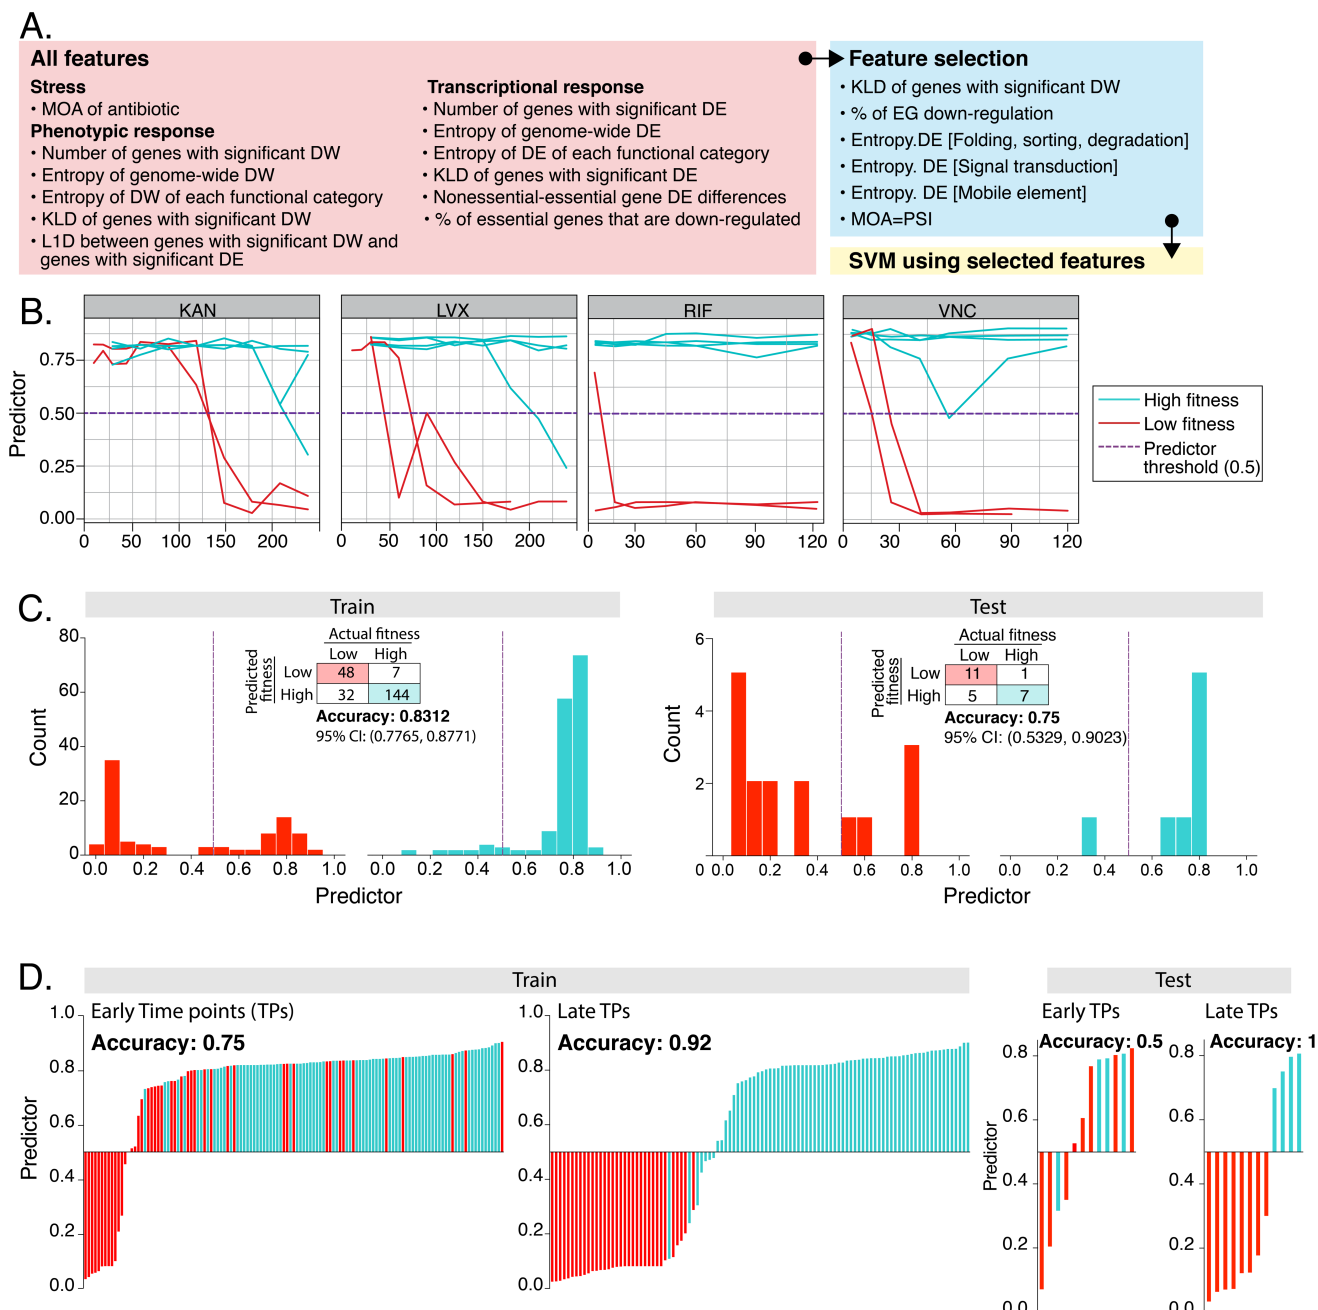 A.
All features
Stress
• MOA of antibiotic
Phenotypic response
• Number of genes with significant DW
• Entropy of genome-wide DW
• Entropy of DW of each functional category
• KLD of genes with significant DW
• L1D between genes with significant DW and
genes with significant DE
Transcriptional response
• Number of genes with significant DE
• Entropy of genome-wide DE
• Entropy of DE of each functional category
• KLD of genes with significant DE
• Nonessential-essential gene DE differences
• % of essential genes that are down-regulated
Feature selection
• KLD of genes with significant DW
• % of EG down-regulation
• Entropy.DE [Folding, sorting, degradation]
• Entropy. DE [Signal transduction]
• Entropy. DE [Mobile element]
• MOA=PSI
SVM using selected features
B.
KAN LVX RIF VNC
Predictor
0.75
0.50
0.25
0.00
0 50 100 150 200
0 50 100 150 200
0 30 60 90 120
0 30 60 90 120
High fitness
Low fitness
Predictor
threshold (0.5)
C.
Train
Actual fitness
Low High
Predicted
fitness
Low 48 7
High 32 144
Accuracy: 0.8312
95% CI: (0.7765, 0.8771)
Count
80
60
40
20
0
0.0 0.2 0.4 0.6 0.8 1.0
0.0 0.2 0.4 0.6 0.8 1.0
Predictor
Test
Actual fitness
Low High
Predicted
fitness
Low 11 1
High 5 7
Accuracy: 0.75
95% CI: (0.5329, 0.9023)
Count
6
4
2
0
0.0 0.2 0.4 0.6 0.8 1.0
0.0 0.2 0.4 0.6 0.8 1.0
Predictor
D.
Train
Early Time points (TPs)
Accuracy: 0.75
Predictor
1.0
0.8
0.6
0.4
0.2
0.0
Late TPs
Accuracy: 0.92
1.0
0.8
0.6
0.4
0.2
0.0
Test
Early TPs
Accuracy: 0.5
Predictor
0.8
0.6
0.4
0.2
0.0
Late TPs
Accuracy: 1
0.8
0.6
0.4
0.2
0.0